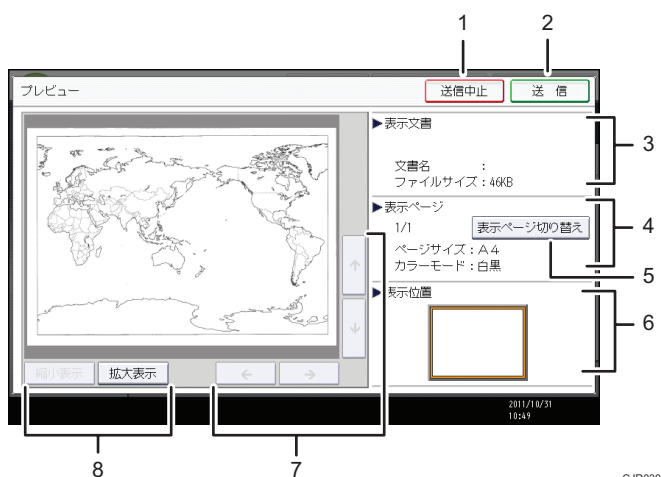 1
2
プレビュー
送信中止
送 信
▶表示文書
3
文書名 :
ファイルサイズ:46KB
▶表示ページ
4
1/1
表示ページ切り替え
ページサイズ:A4
カラーモード:白黒
5
▶表示位置
6
↑
↓
縮小表示
拡大表示
←
→
2011/10/31
10:49
8
7